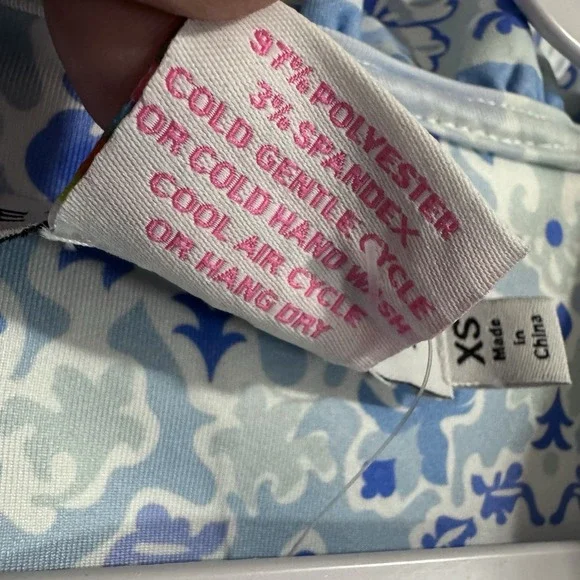 97% POLYESTER
3% SPANDEX
COLD GENTLE CYCLE
OR COLD HAND WASH
COOL AIR CYCLE
OR HANG DRY
XS
Made
in
China